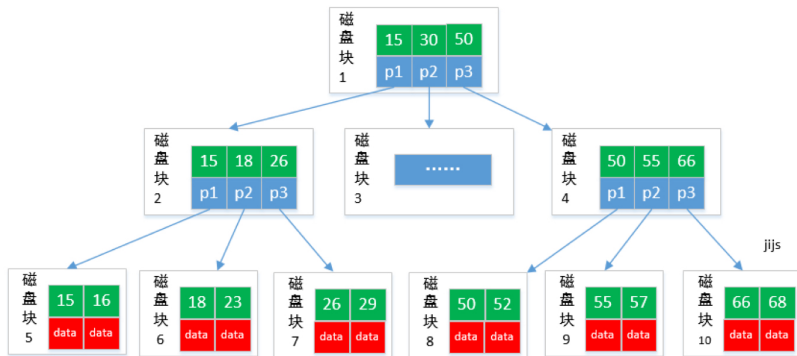 磁盘块1
15 30 50
p1 p2 p3
磁盘块2
15 18 26
p1 p2 p3
磁盘块3
......
磁盘块4
50 55 66
p1 p2 p3
jijs
磁盘块5
15 16
data data
磁盘块6
18 23
data data
磁盘块7
26 29
data data
磁盘块8
50 52
data data
磁盘块9
55 57
data data
磁盘块10
66 68
data data